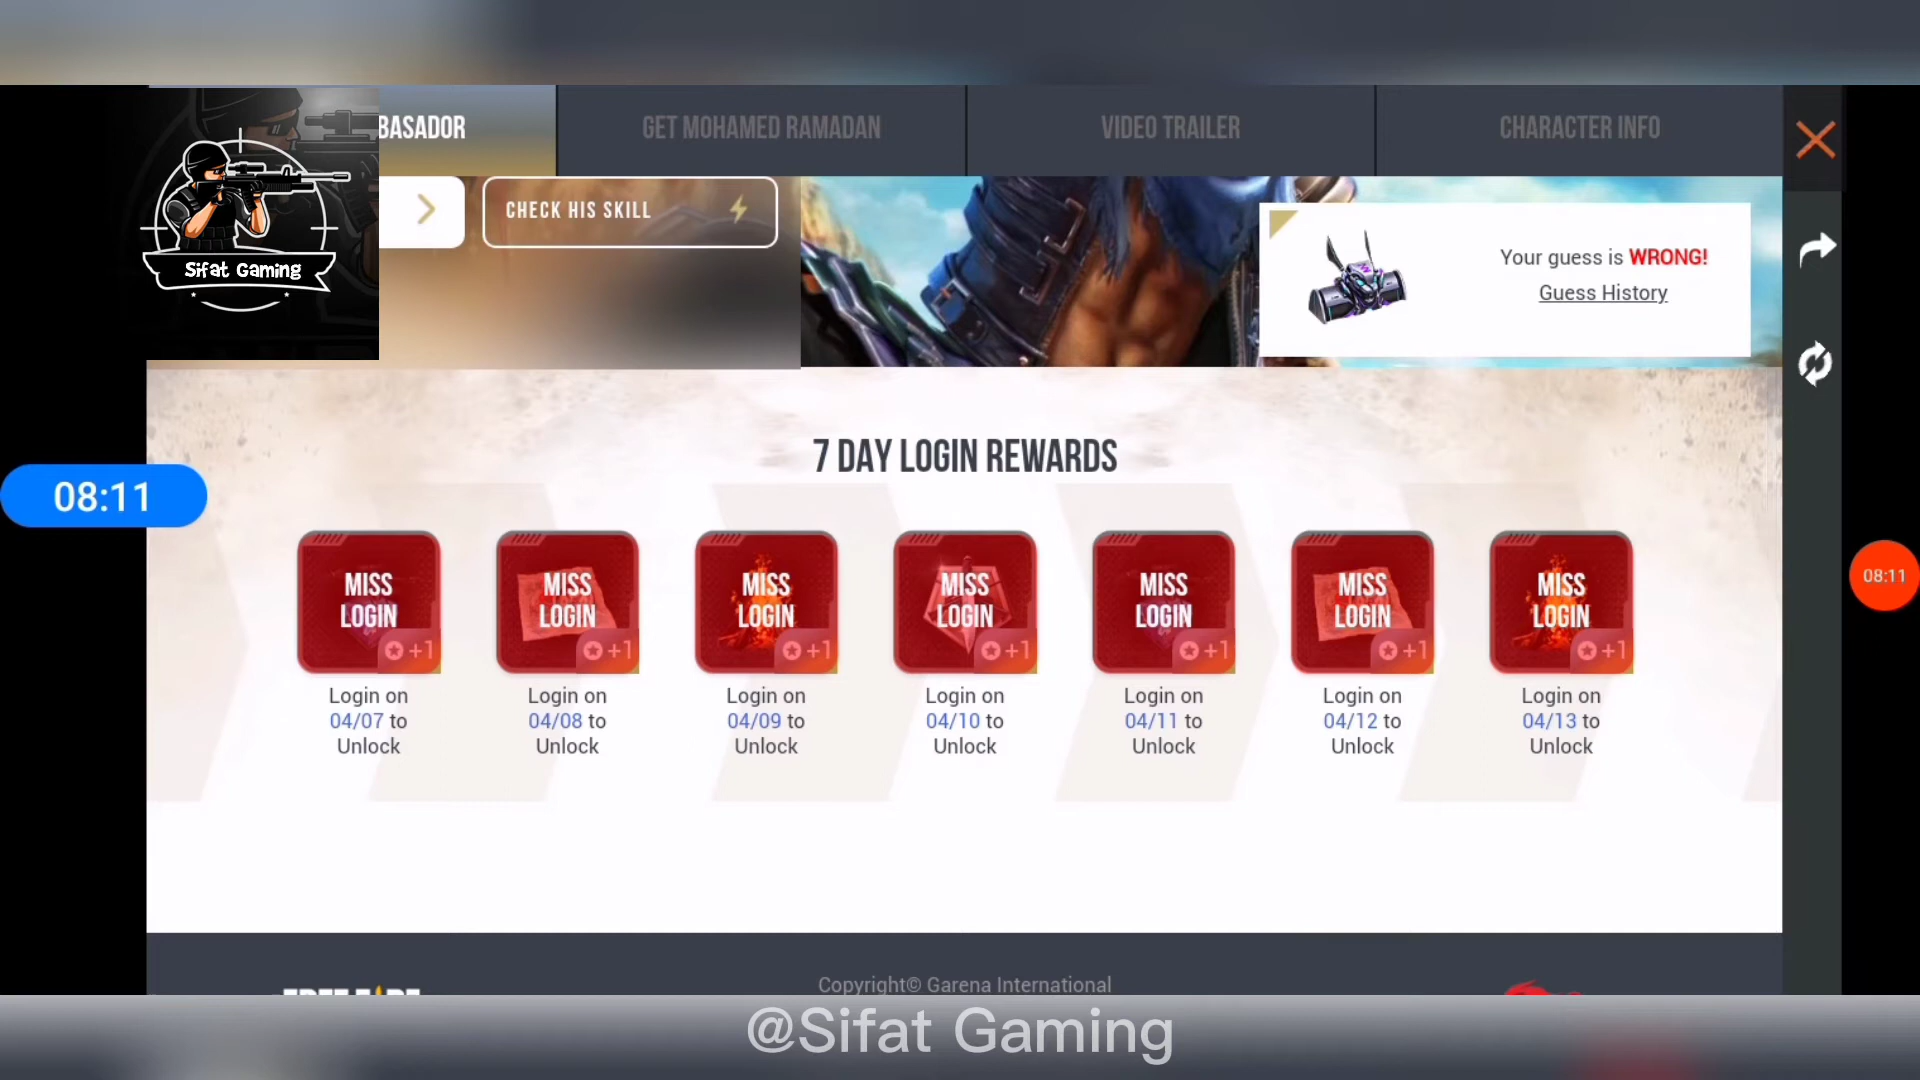 BASADOR
GET MOHAMED RAMADAN
VIDEO TRAILER
CHARACTER INFO
CHECK HIS SKILL
Your guess is WRONG!
Guess History
Sifat Gaming
7 DAY LOGIN REWARDS
08:11
08:11
MISS
LOGIN
+1
Login on
04/07 to
Unlock
MISS
LOGIN
+1
Login on
04/08 to
Unlock
MISS
LOGIN
+1
Login on
04/09 to
Unlock
MISS
LOGIN
+1
Login on
04/10 to
Unlock
MISS
LOGIN
+1
Login on
04/11 to
Unlock
MISS
LOGIN
+1
Login on
04/12 to
Unlock
MISS
LOGIN
+1
Login on
04/13 to
Unlock
Copyright© Garena International
@Sifat Gaming